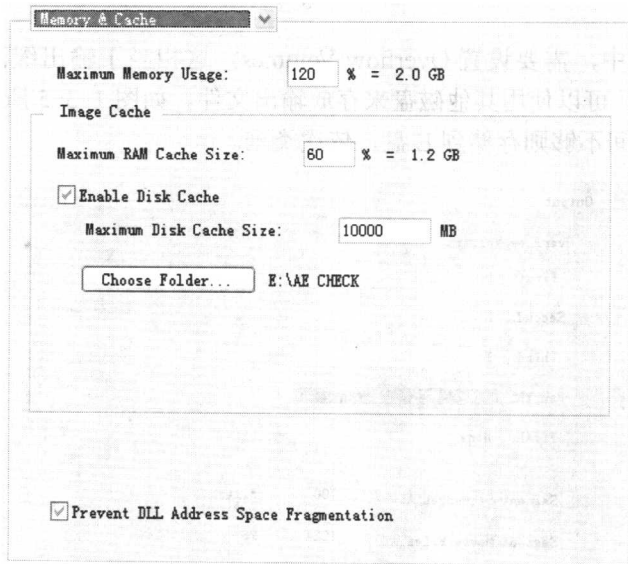 Memory & Cache
Maximum Memory Usage: 120 % = 2.0 GB
Image Cache
Maximum RAM Cache Size: 60 % = 1.2 GB
Enable Disk Cache
Maximum Disk Cache Size: 10000 MB
Choose Folder... E:\AE CHECK
Prevent DLL Address Space Fragmentation